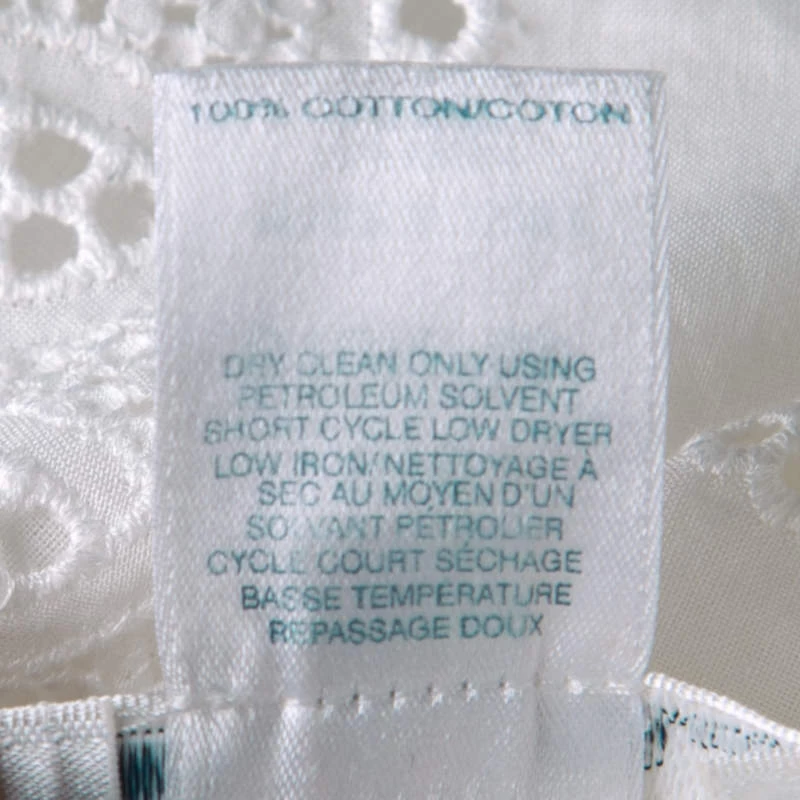 100% COTTON/COTON
DRY CLEAN ONLY USING
PETROLEUM SOLVENT
SHORT CYCLE LOW DRYER
LOW IRON/NETTOYAGE À
SEC AU MOYEN D'UN
SOLVANT PÉTROLIER
CYCLE COURT SÉCHAGE
BASSE TEMPÉRATURE
REPASSAGE DOUX